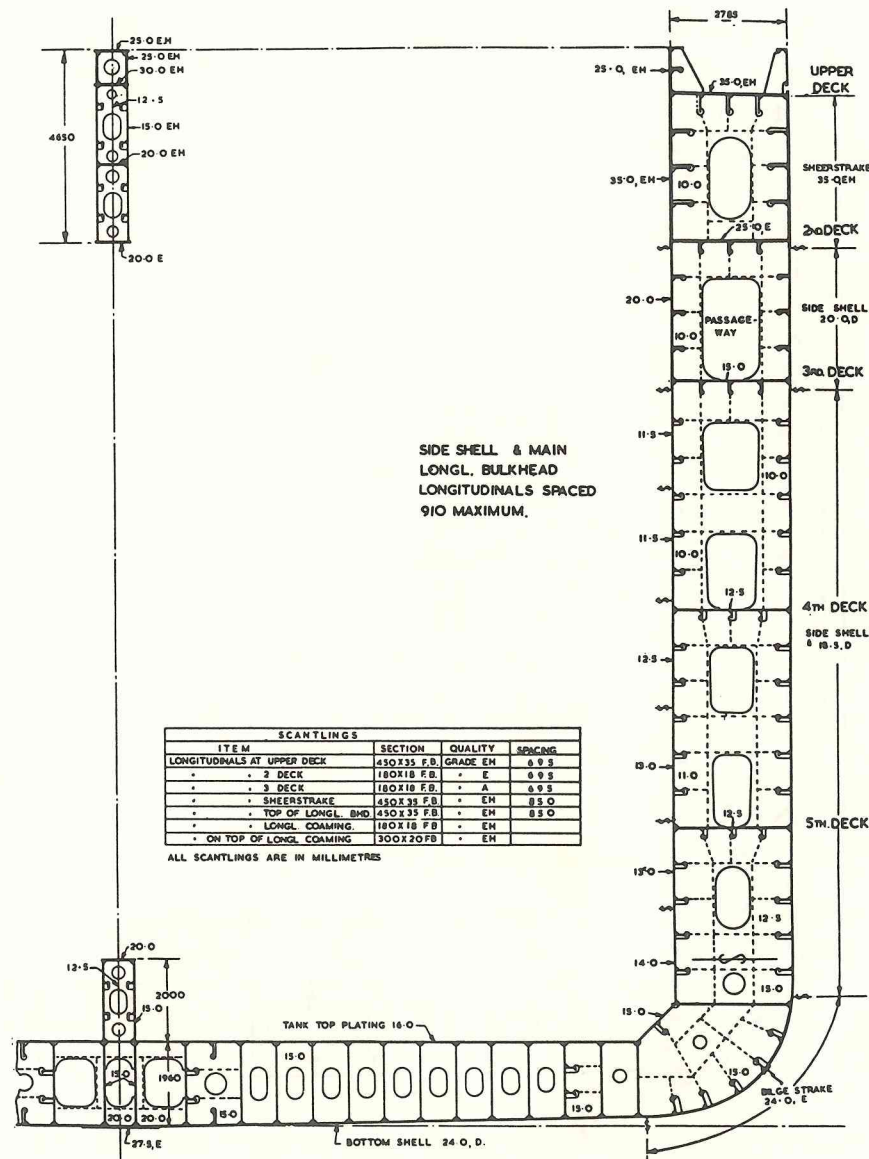 2785
25.0 EH
25.0 EH
30.0 EH
12.5
15.0 EH
20.0 EH
4650
20.0 E
25.0, EH
35.0, EH
UPPER
DECK
SHEERSTRAKE
35.0, EH
35.0, EH
10.0
2ND. DECK
25.0, E
20.0
SIDE SHELL
20.0, D
PASSAGE-
WAY
10.0
15.0
3RD. DECK
11.5
10.0
SIDE SHELL & MAIN
LONGL. BULKHEAD
LONGITUDINALS SPACED
910 MAXIMUM.
11.5
10.0
12.5
4TH DECK
SIDE SHELL
18.5, D
12.5
SCANTLINGS
ITEM SECTION QUALITY SPACING
LONGITUDINALS AT UPPER DECK 450X35 F.B. GRADE EH 695
" " 2 DECK 180X18 F.B. " E 695
" " 3 DECK 180X18 F.B. " A 695
" " SHEERSTRAKE 450X35 F.B. " EH 850
" " TOP OF LONGL. BHD 450X35 F.B. " EH 850
" " LONGL. COAMING. 180X18 FB " EH
" ON TOP OF LONGL COAMING 300X20FB " EH
ALL SCANTLINGS ARE IN MILLIMETRES
13.0
11.0
12.5
5TH. DECK
15.0
12.5
14.0
15.0
20.0
12.5
2000
15.0
15.0
TANK TOP PLATING 16.0
15.0
1960
15.0
20.0
20.0
15.0
15.0
15.0
BILGE STRAKE
24.0, E
27.5, E
BOTTOM SHELL 24.0, D.